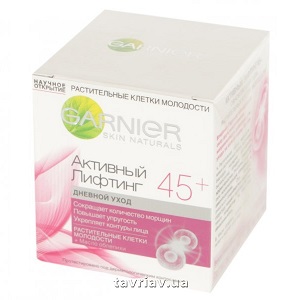 НАУЧНОЕ
ОТКРЫТИЕ
РАСТИТЕЛЬНЫЕ КЛЕТКИ МОЛОДОСТИ
GARNIER
SKIN NATURALS
Активный
Лифтинг
45+
ДНЕВНОЙ УХОД
Сокращает количество морщин
Повышает упругость
Укрепляет контуры лица
РАСТИТЕЛЬНЫЕ КЛЕТКИ
МОЛОДОСТИ
tavriav.ua